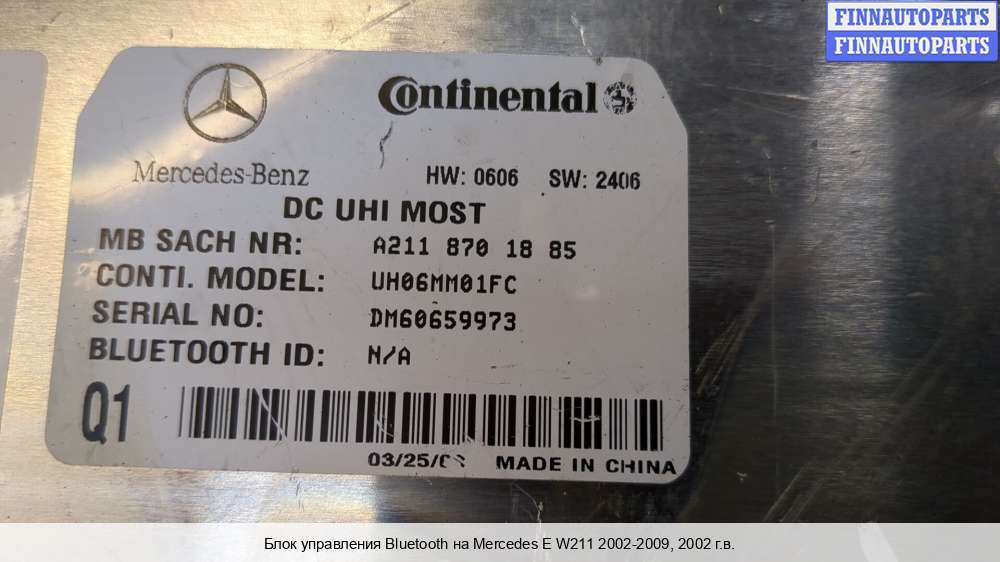 FINNAUTOPARTS
FINNAUTOPARTS
Continental
Mercedes-Benz
HW: 0606 SW: 2406
DC UHI MOST
MB SACH NR: A211 870 18 85
CONTI. MODEL: UH06MM01FC
SERIAL NO: DM60659973
BLUETOOTH ID: N/A
Q1
MADE IN CHINA
Блок управления Bluetooth на Mercedes E W211 2002-2009, 2002 г.в.